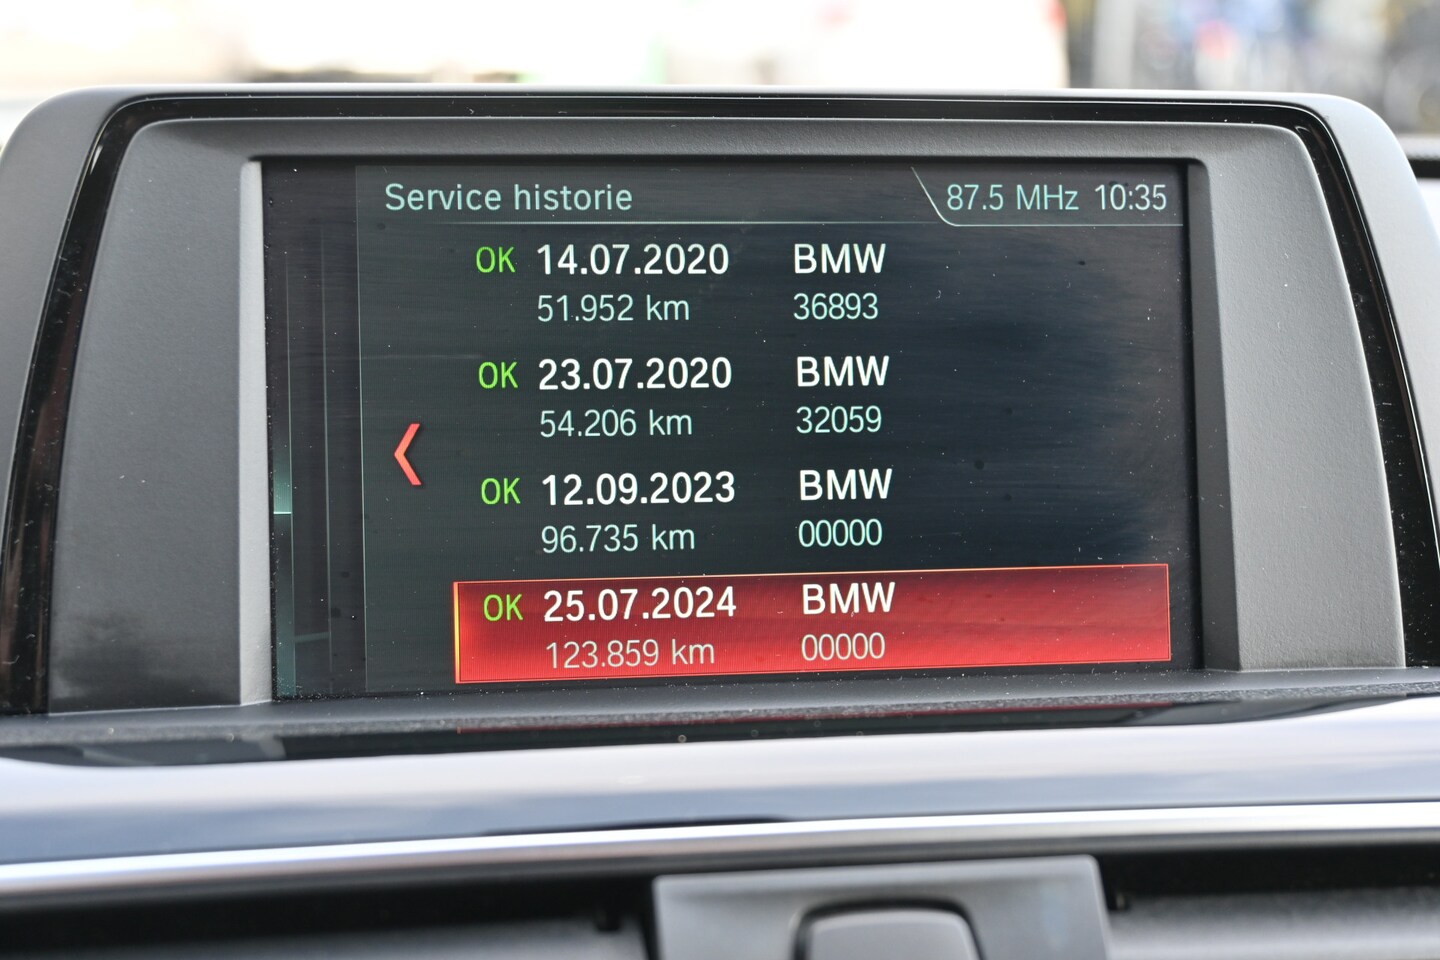 Service historie 87.5 MHz 10:35
OK 14.07.2020 BMW
51.952 km 36893
OK 23.07.2020 BMW
54.206 km 32059
OK 12.09.2023 BMW
96.735 km 00000
OK 25.07.2024 BMW
123.859 km 00000